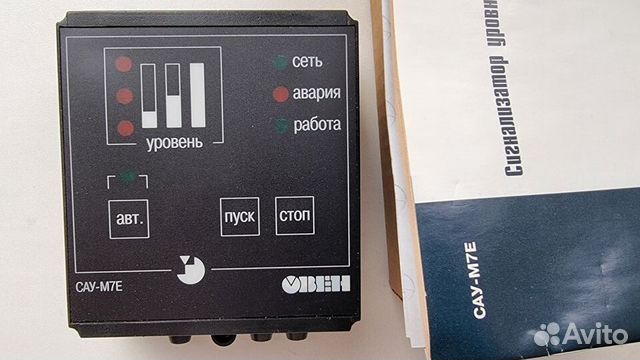 сеть
авария
работа
уровень
авт.
пуск
стоп
САУ-М7Е
ОВЕН
Сигнализатор уровн
САУ-М7Е
Avito